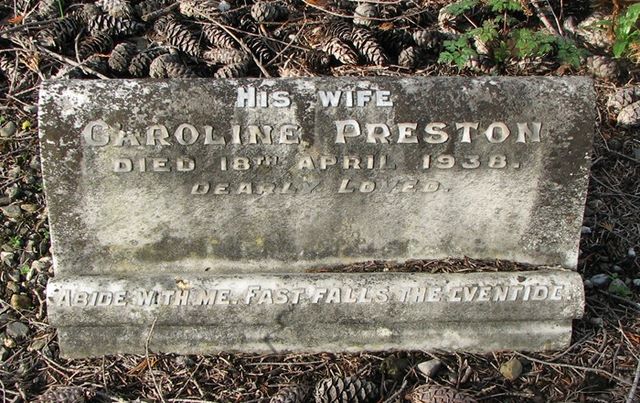 His wife
Caroline Preston
died 18th April 1938.
dearly Loved.
Abide with me. Fast falls the eventide